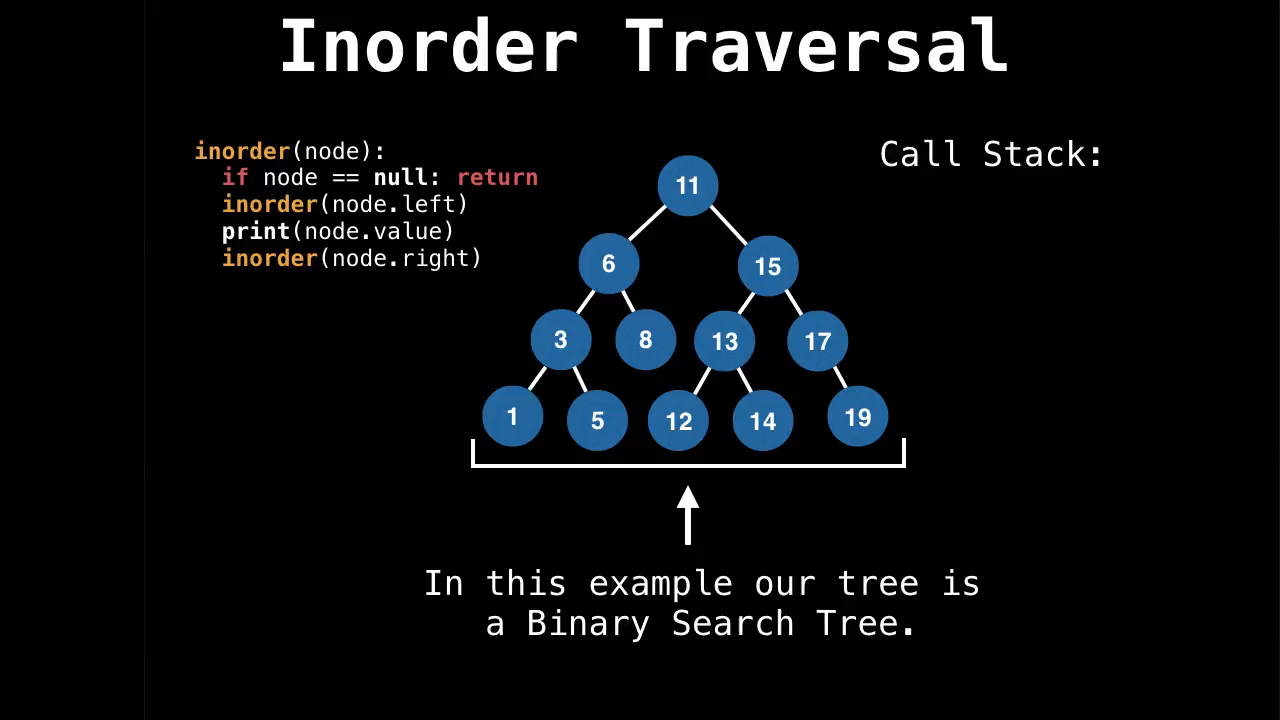 Inorder Traversal
inorder(node):
if node == null: return
inorder(node.left)
print(node.value)
inorder(node.right)
Call Stack:
11
6
15
3
8
13
17
1
5
12
14
19
In this example our tree is
a Binary Search Tree.